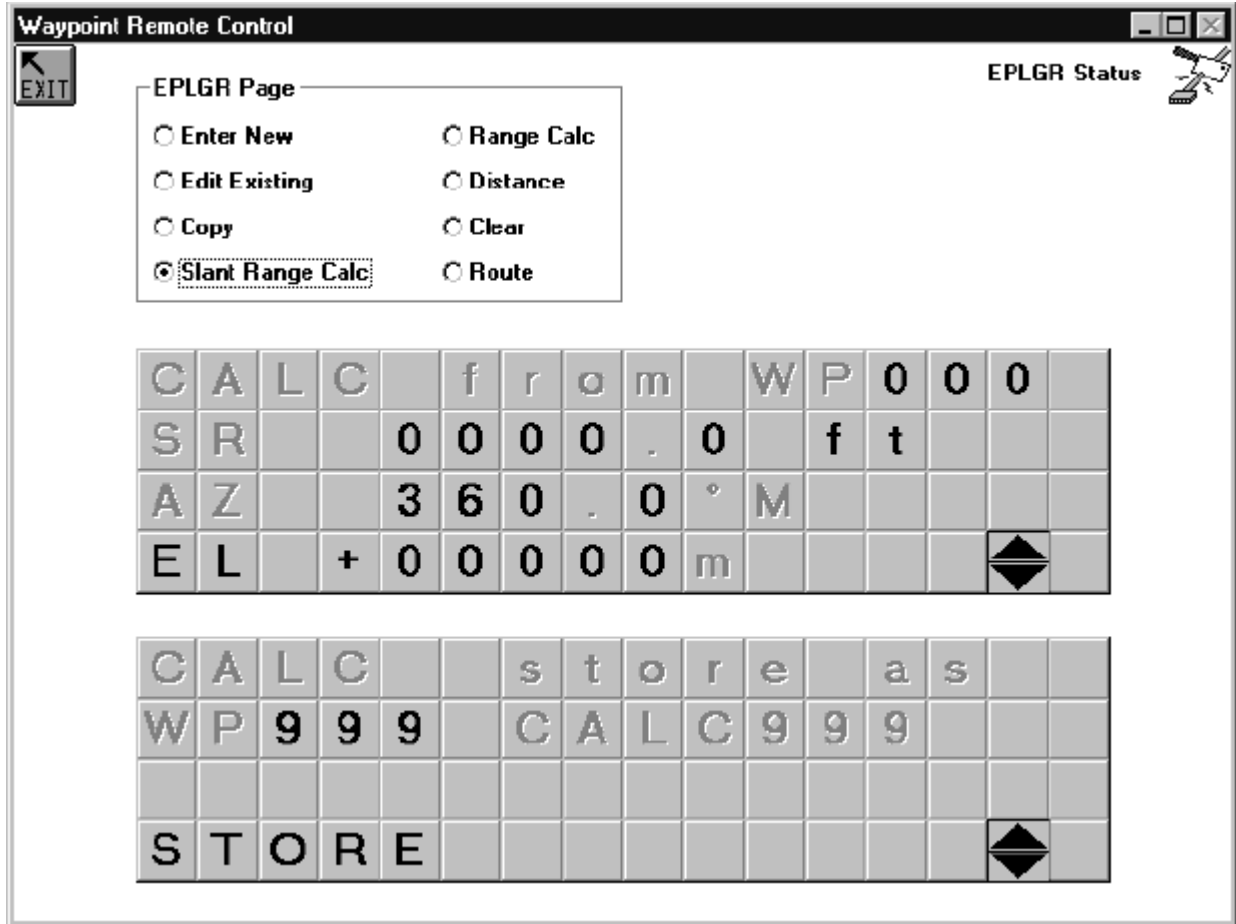 Waypoint Remote Control
EXIT
EPLGR Status
EPLGR Page
Enter New
Range Calc
Edit Existing
Distance
Copy
Clear
Slant Range Calc
Route
CALC from WP000
SR 0000.0 ft
AZ 360.0°M
EL +00000m
CALC store as
WP999 CALC999
STORE